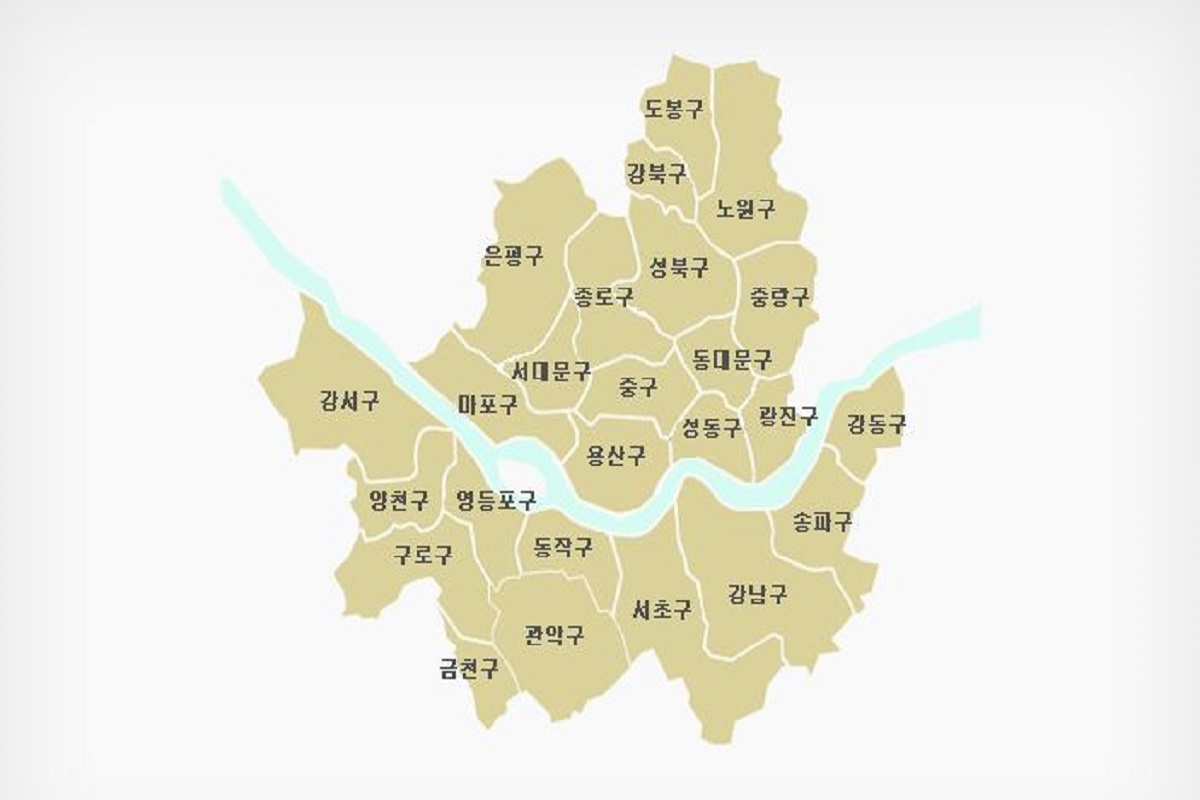 도봉구
강북구
노원구
은평구
성북구
종로구
중랑구
동대문구
서대문구
중구
마포구
강서구
광진구
성동구
강동구
용산구
양천구
영등포구
송파구
동작구
구로구
강남구
서초구
관악구
금천구